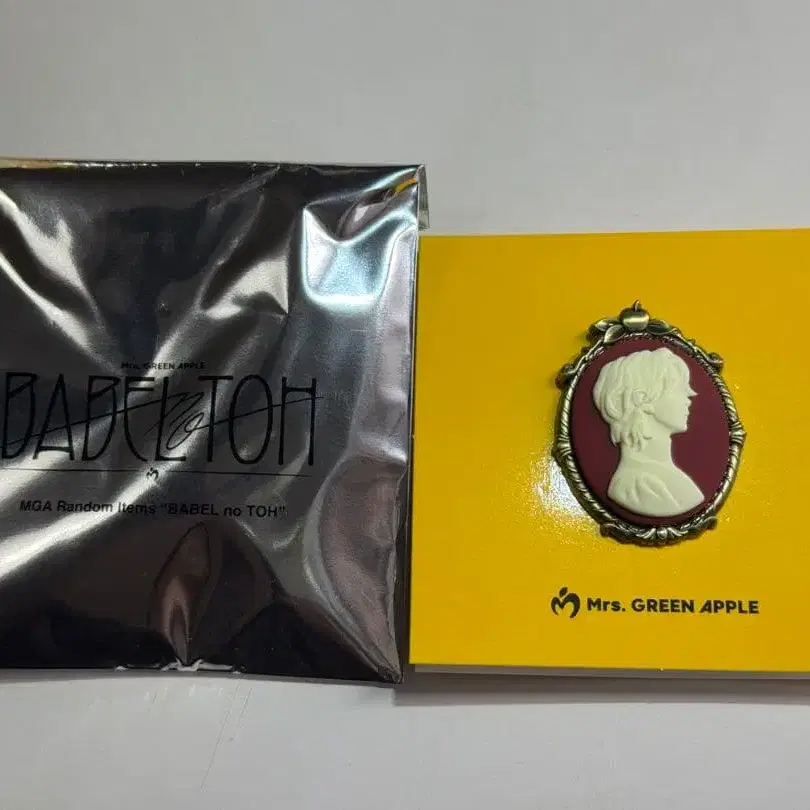 Mrs. GREEN APPLE
BABEL no TOH
MGA Random Items "BABEL no TOH"
Mrs. GREEN APPLE